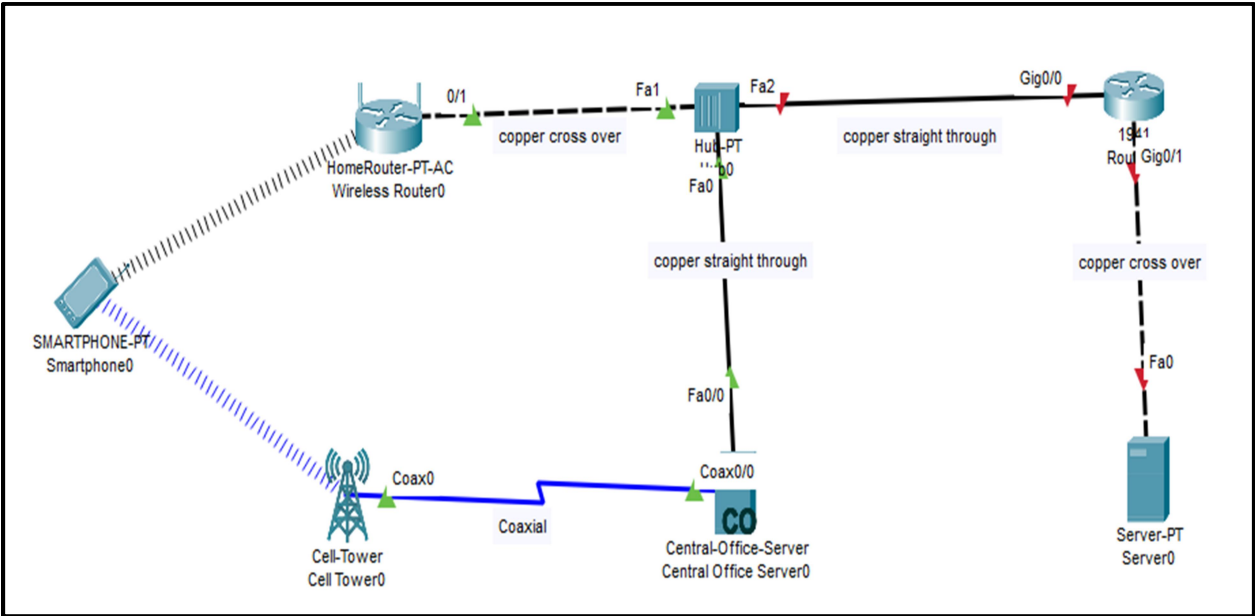 0/1
Fa1
Fa2
Gig0/0
copper cross over
copper straight through
HomeRouter-PT-AC
Wireless Router0
Hub-PT
Fa0
1941
Gig0/1
copper straight through
copper cross over
SMARTPHONE-PT
Smartphone0
Fa0/0
Fa0
Coax0
Coax0/0
Coaxial
CO
Cell-Tower
Cell Tower0
Central-Office-Server
Central Office Server0
Server-PT
Server0